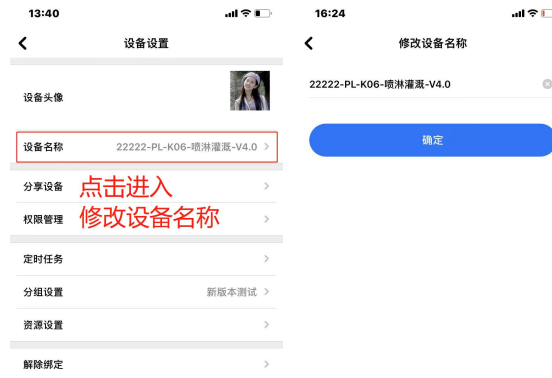 13:40
设备设置
设备头像
设备名称 22222-PL-K06-喷淋灌溉-V4.0
分享设备
点击进入
权限管理
修改设备名称
定时任务
分组设置 新版本测试
资源设置
解除绑定
16:24
修改设备名称
22222-PL-K06-喷淋灌溉-V4.0
确定